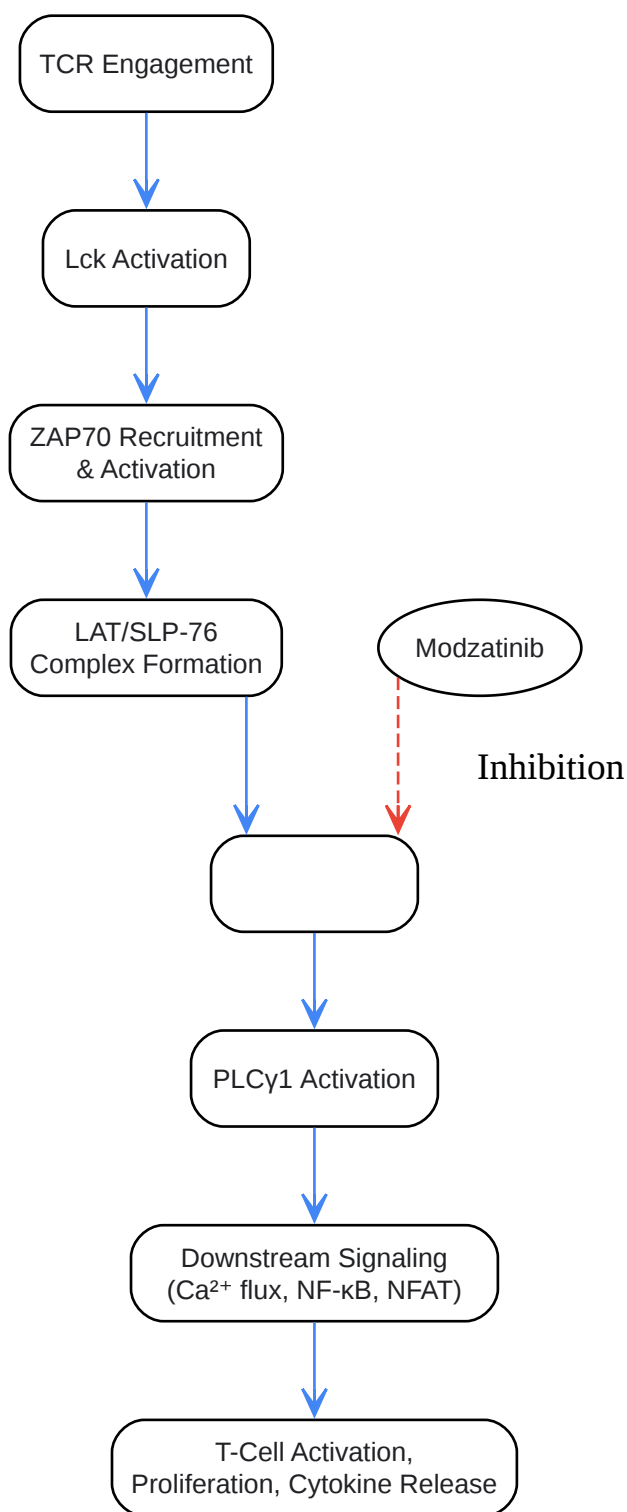 TCR Engagement
Lck Activation
ZAP70 Recruitment
& Activation
LAT/SLP-76
Complex Formation
Modzatinib
Inhibition
PLCγ1 Activation
Downstream Signaling
(Ca²⁺ flux, NF-κB, NFAT)
T-Cell Activation,
Proliferation, Cytokine Release